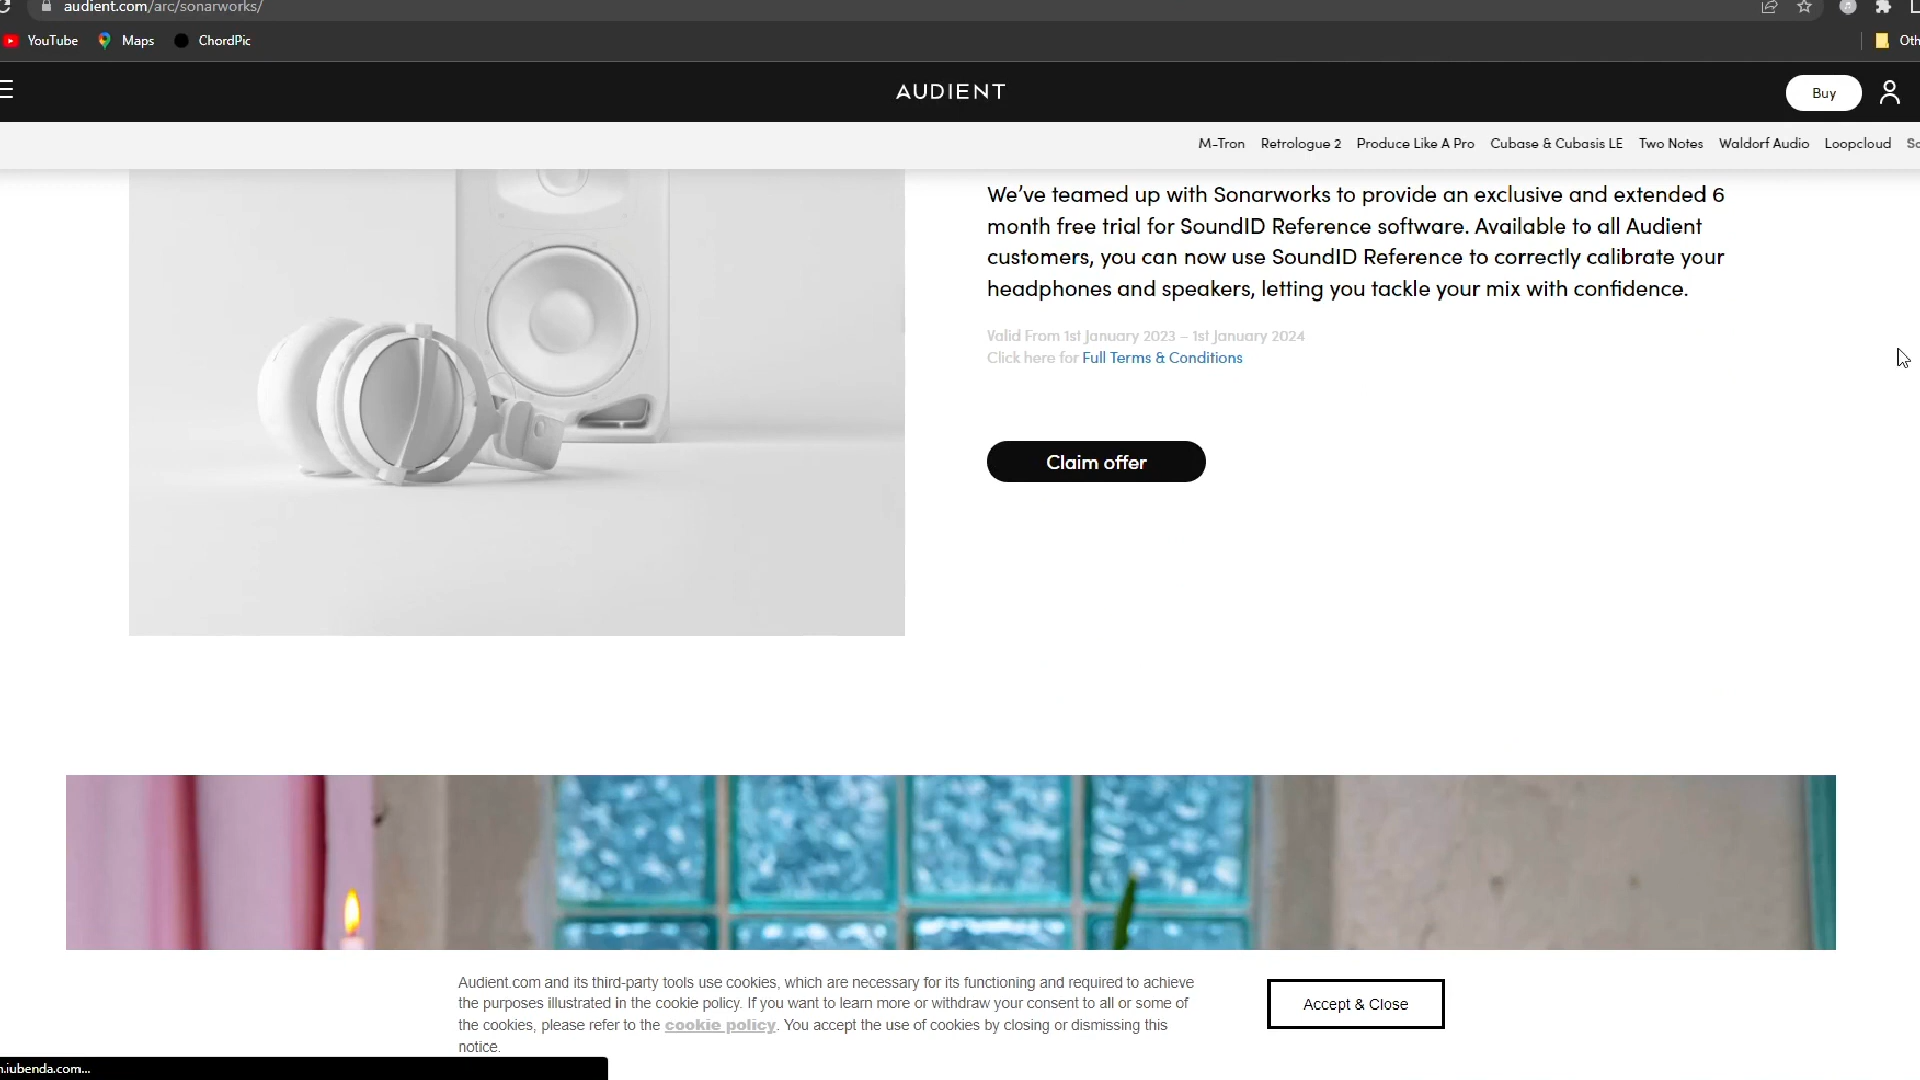 audient.com/arc/sonarworks/
YouTube Maps ChordPic
AUDIENT
Buy
M-Tron Retrologue 2 Produce Like A Pro Cubase & Cubasis LE Two Notes Waldorf Audio Loopcloud
We've teamed up with Sonarworks to provide an exclusive and extended 6
month free trial for SoundID Reference software. Available to all Audient
customers, you can now use SoundID Reference to correctly calibrate your
headphones and speakers, letting you tackle your mix with confidence.
Valid From 1st January 2023 – 1st January 2024
Click here for Full Terms & Conditions
Claim offer
Audient.com and its third-party tools use cookies, which are necessary for its functioning and required to achieve
the purposes illustrated in the cookie policy. If you want to learn more or withdraw your consent to all or some of
the cookies, please refer to the cookie policy. You accept the use of cookies by closing or dismissing this
notice.
Accept & Close
.iubenda.com...